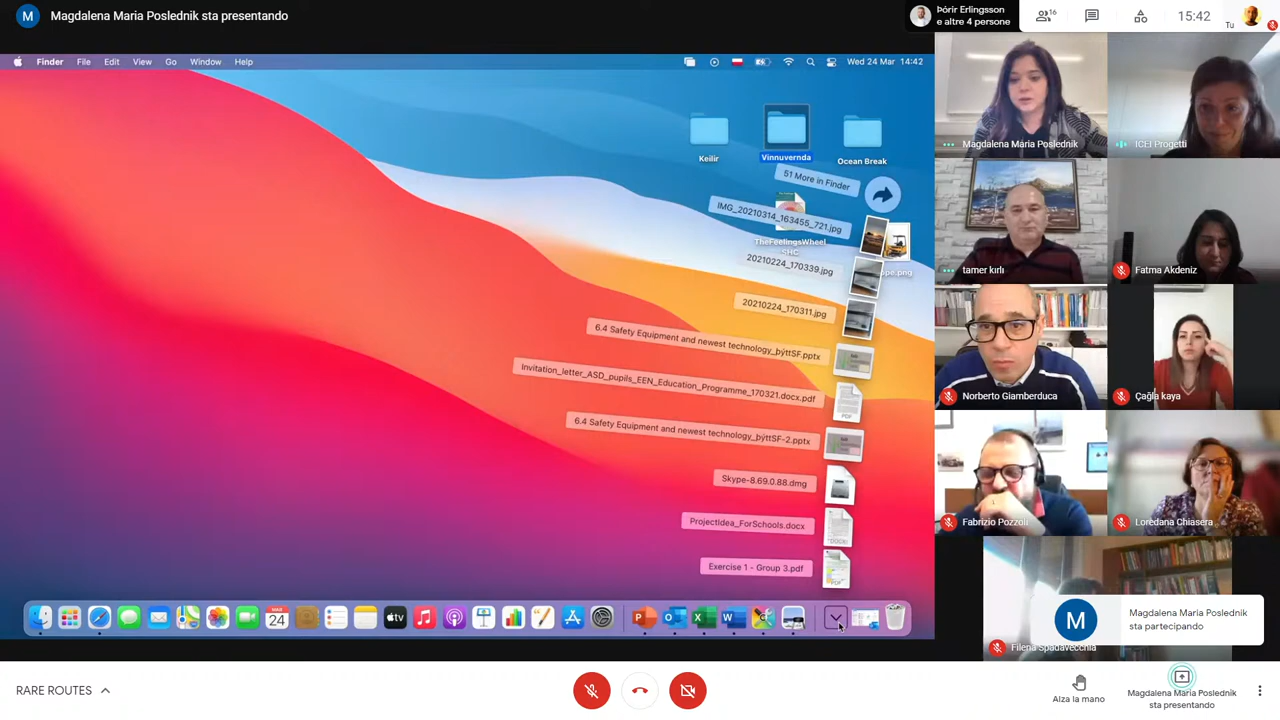 M
Magdalena Maria Poslednik sta presentando
Þórir Erlingsson
e altre 4 persone
16
15:42
Tu
Finder
File
Edit
View
Go
Window
Help
Wed 24 Mar 14:42
Keilir
Vinnuvernda
Ocean Break
51 More in Finder
IMG_20210314_163455_721.jpg
TheFeelingsWheel
20210224_170339.jpg
20210224_170311.jpg
6.4 Safety Equipment and newest technology_þýttSF.pptx
Invitation_letter_ASD_pupils_EEN_Education_Programme_170321.docx.pdf
6.4 Safety Equipment and newest technology_þýttSF-2.pptx
Skype-8.69.0.88.dmg
ProjectIdea_ForSchools.docx
Exercise 1 - Group 3.pdf
PDF
24
tv
Magdalena Maria Poslednik
ICEI Progetti
tamer kırlı
Fatma Akdeniz
Norberto Giamberduca
Çağla kaya
Fabrizio Pozzoli
Loredana Chiasera
Filena Spadavecchia
M
Magdalena Maria Poslednik
sta partecipando
RARE ROUTES
Alza la mano
Magdalena Maria Poslednik
sta presentando